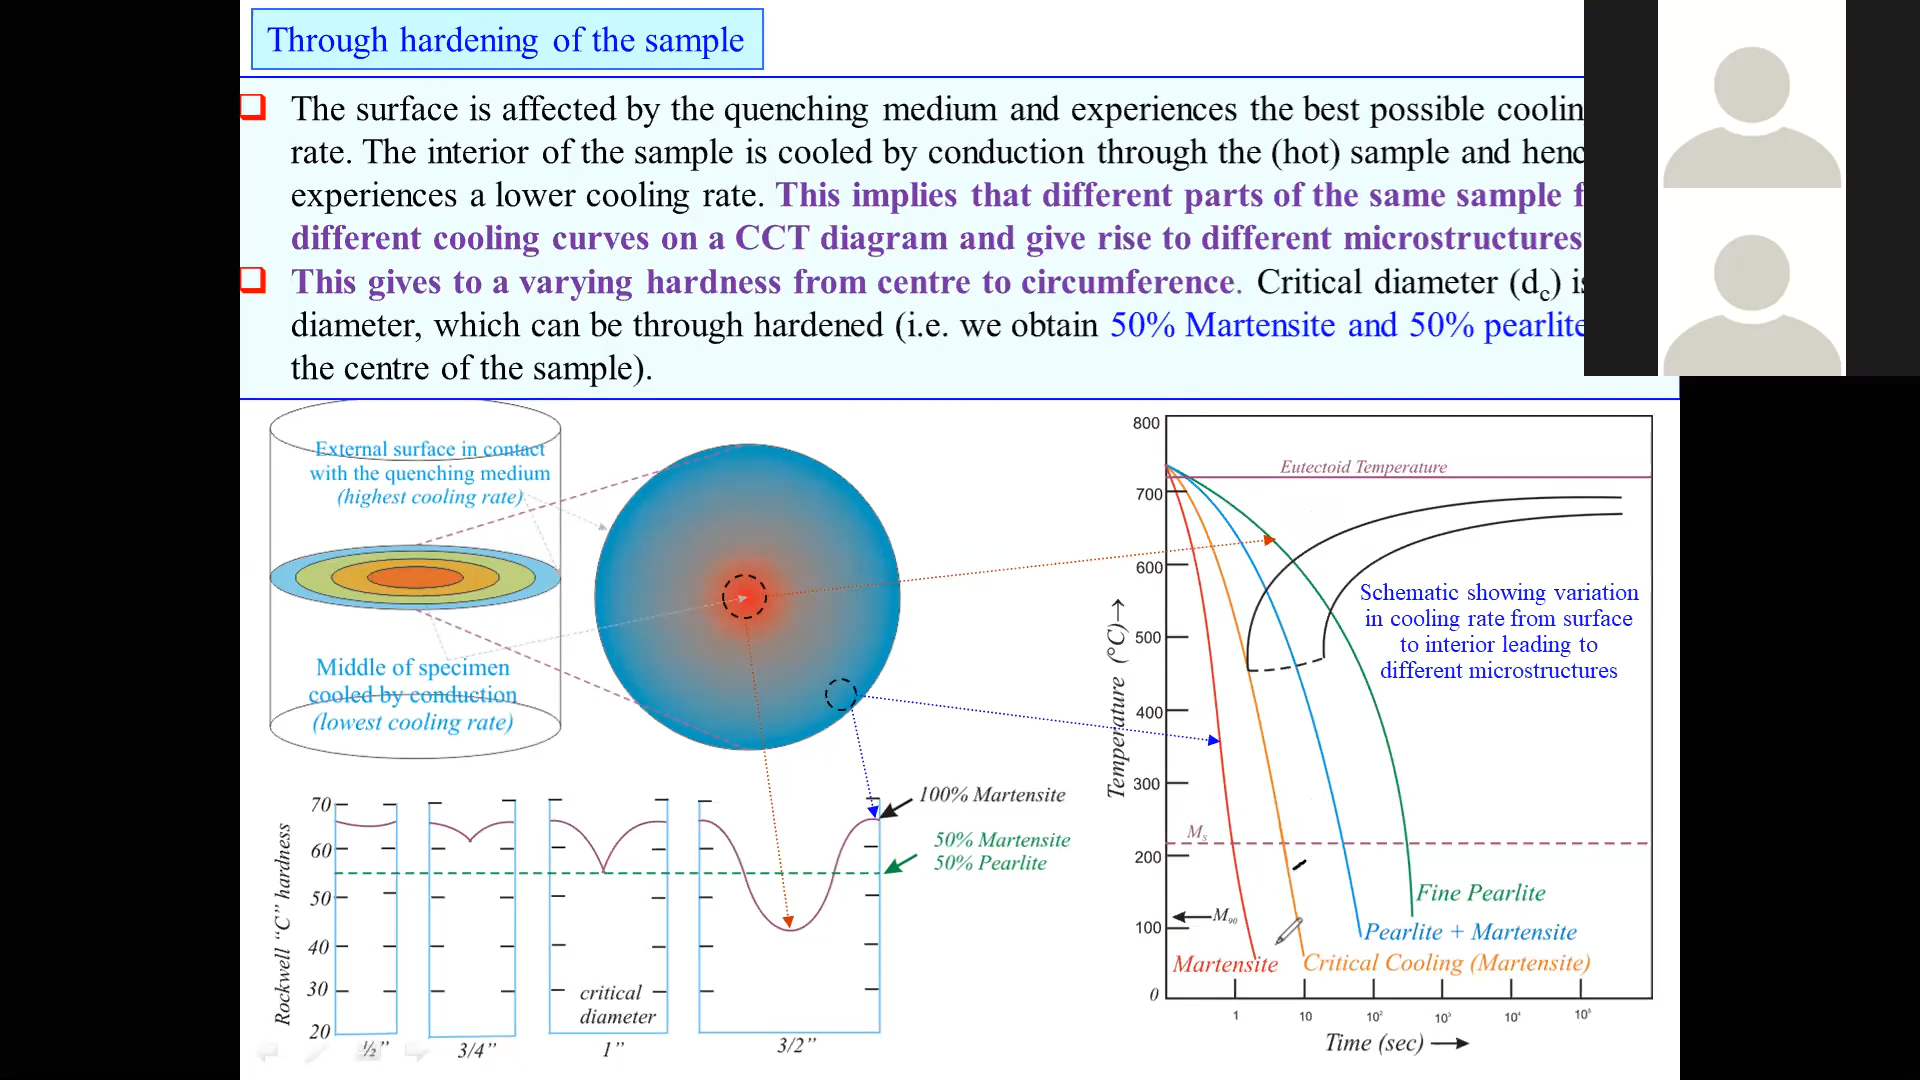 Through hardening of the sample
The surface is affected by the quenching medium and experiences the best possible coolin
rate. The interior of the sample is cooled by conduction through the (hot) sample and henc
experiences a lower cooling rate. This implies that different parts of the same sample f
different cooling curves on a CCT diagram and give rise to different microstructures
This gives to a varying hardness from centre to circumference. Critical diameter (dc) is
diameter, which can be through hardened (i.e. we obtain 50% Martensite and 50% pearlite
the centre of the sample).
External surface in contact
with the quenching medium
(highest cooling rate)
Middle of specimen
cooled by conduction
(lowest cooling rate)
Rockwell “C” hardness
70
60
50
40
30
20
½”
3/4”
1”
3/2”
critical
diameter
100% Martensite
50% Martensite
50% Pearlite
Temperature (°C)→
800
700
600
500
400
300
200
100
0
Eutectoid Temperature
Schematic showing variation
in cooling rate from surface
to interior leading to
different microstructures
Ms
M90
Fine Pearlite
Pearlite + Martensite
Martensite
Critical Cooling (Martensite)
1
10
10²
10³
10⁴
10⁵
Time (sec) →